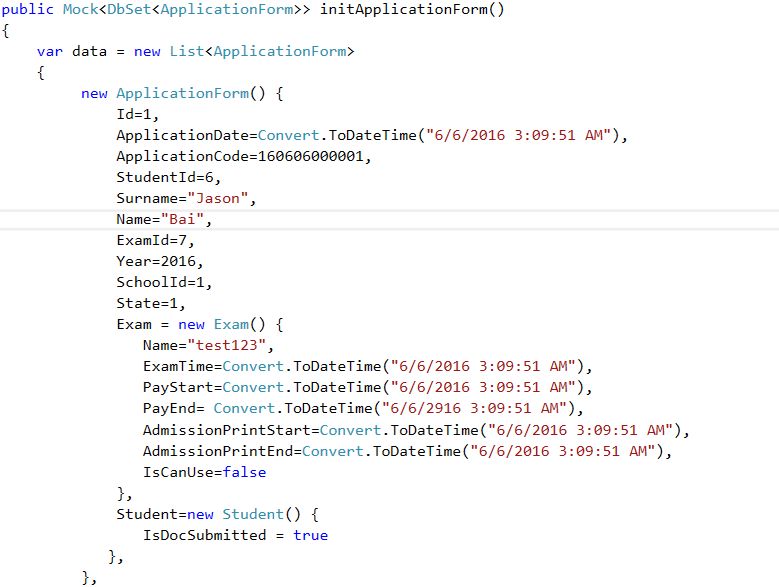 public Mock<DbSet<ApplicationForm>> initApplicationForm()
{
var data = new List<ApplicationForm>
{
new ApplicationForm() {
Id=1,
ApplicationDate=Convert.ToDateTime("6/6/2016 3:09:51 AM"),
ApplicationCode=160606000001,
StudentId=6,
Surname="Jason",
Name="Bai",
ExamId=7,
Year=2016,
SchoolId=1,
State=1,
Exam = new Exam() {
Name="test123",
ExamTime=Convert.ToDateTime("6/6/2016 3:09:51 AM"),
PayStart=Convert.ToDateTime("6/6/2016 3:09:51 AM"),
PayEnd= Convert.ToDateTime("6/6/2916 3:09:51 AM"),
AdmissionPrintStart=Convert.ToDateTime("6/6/2016 3:09:51 AM"),
AdmissionPrintEnd=Convert.ToDateTime("6/6/2016 3:09:51 AM"),
IsCanUse=false
},
Student=new Student() {
IsDocSubmitted = true
},
},